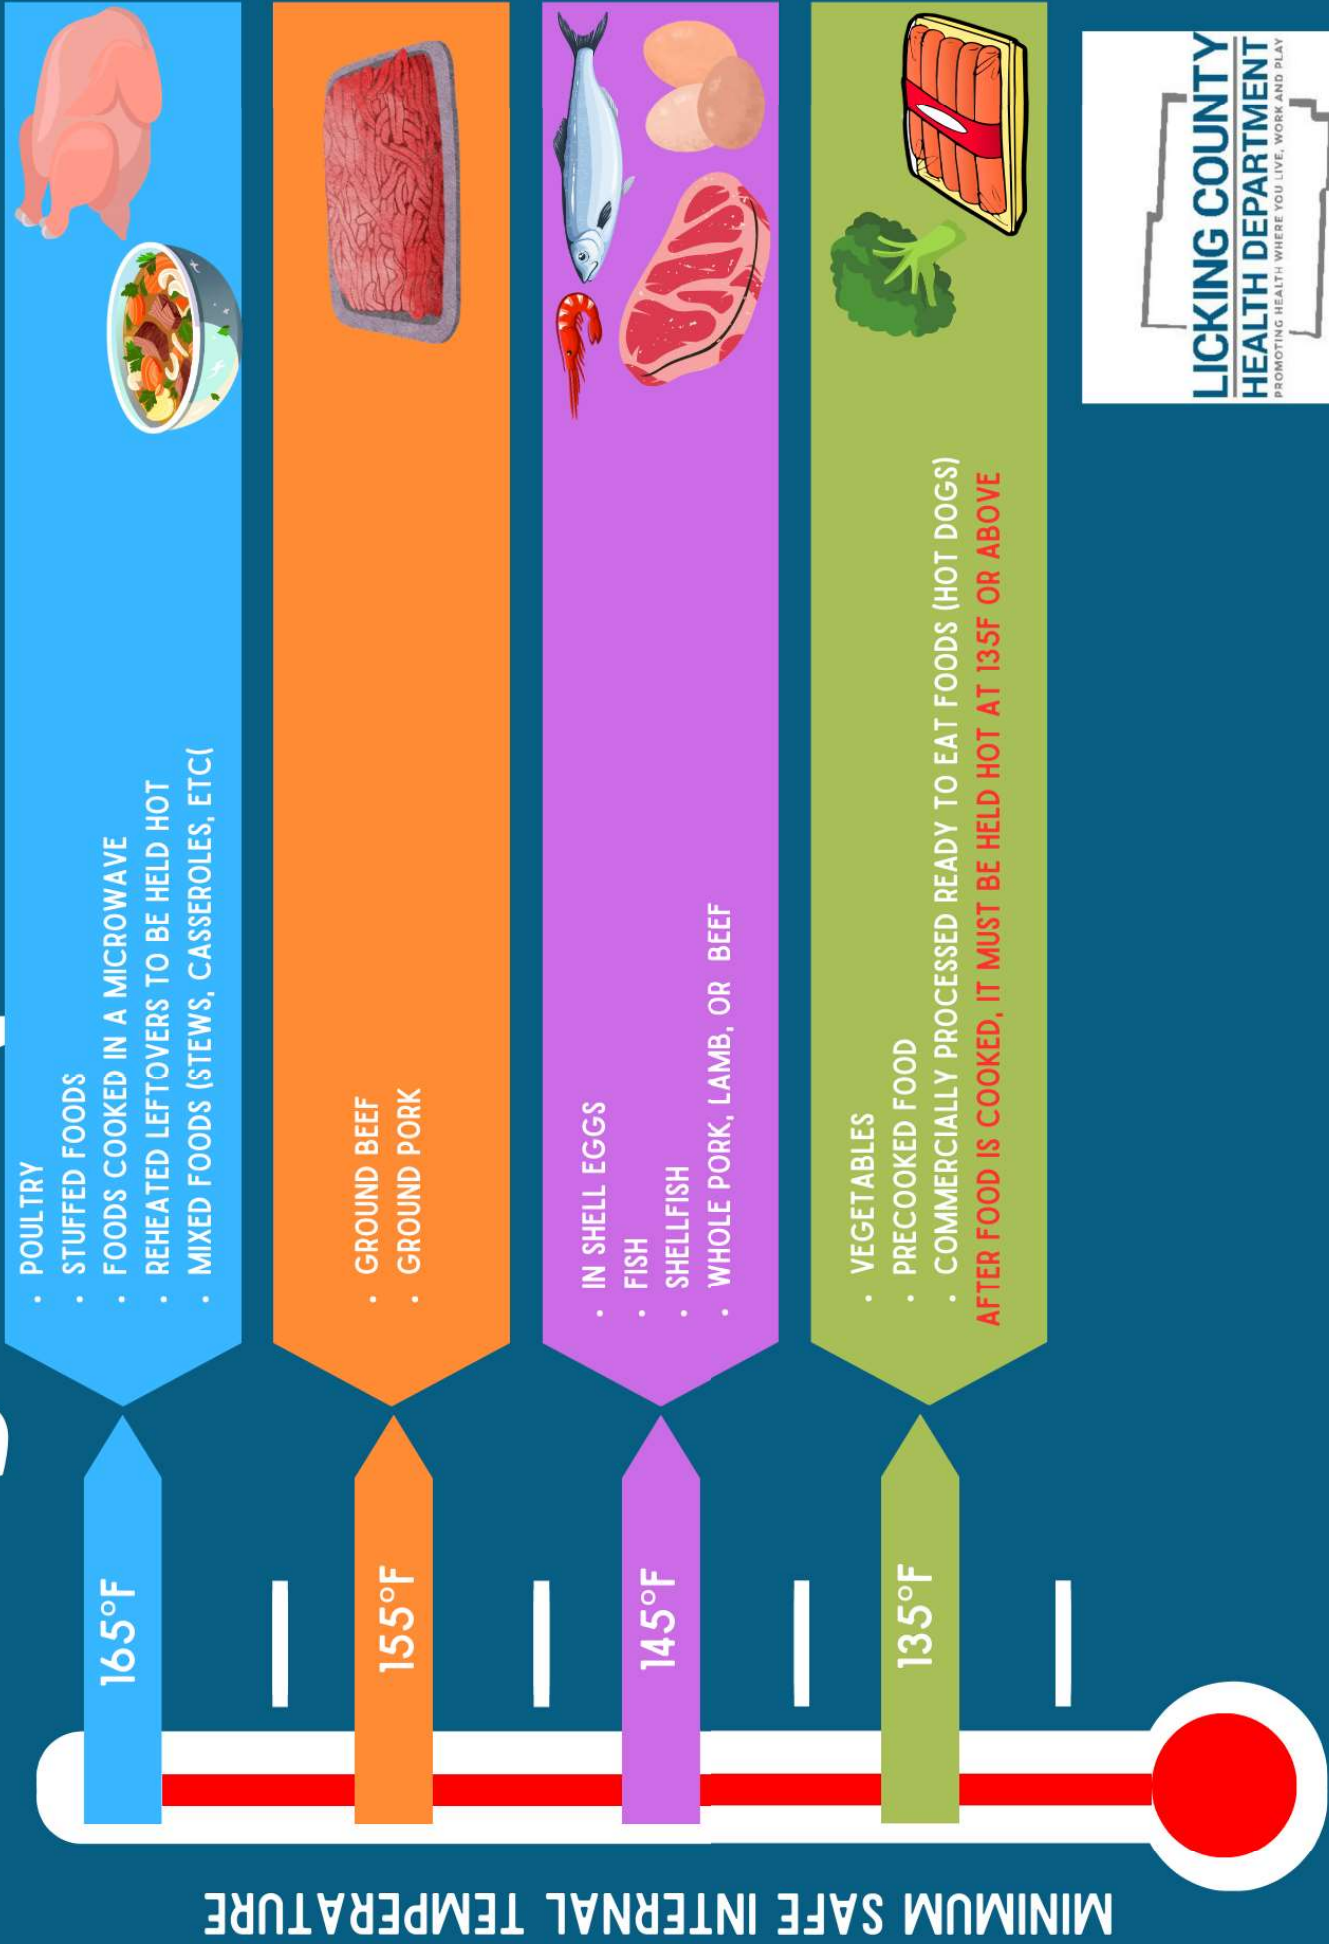 MINIMUM SAFE INTERNAL TEMPERATURE
165°F
· POULTRY
· STUFFED FOODS
· FOODS COOKED IN A MICROWAVE
· REHEATED LEFTOVERS TO BE HELD HOT
· MIXED FOODS (STEWS, CASSEROLES, ETC(
155°F
· GROUND BEEF
· GROUND PORK
145°F
· IN SHELL EGGS
· FISH
· SHELLFISH
· WHOLE PORK, LAMB, OR BEEF
135°F
· VEGETABLES
· PRECOOKED FOOD
· COMMERCIALLY PROCESSED READY TO EAT FOODS (HOT DOGS)
AFTER FOOD IS COOKED, IT MUST BE HELD HOT AT 135F OR ABOVE
LICKING COUNTY
HEALTH DEPARTMENT
PROMOTING HEALTH WHERE YOU LIVE, WORK AND PLAY